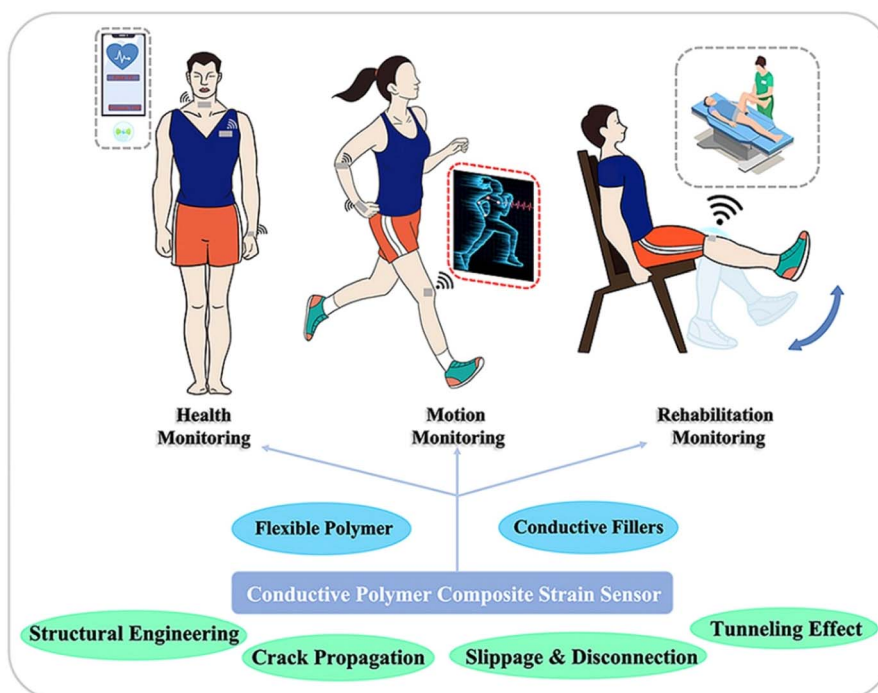 Health
Monitoring
Motion
Monitoring
Rehabilitation
Monitoring
Flexible Polymer
Conductive Fillers
Conductive Polymer Composite Strain Sensor
Structural Engineering
Crack Propagation
Slippage & Disconnection
Tunneling Effect